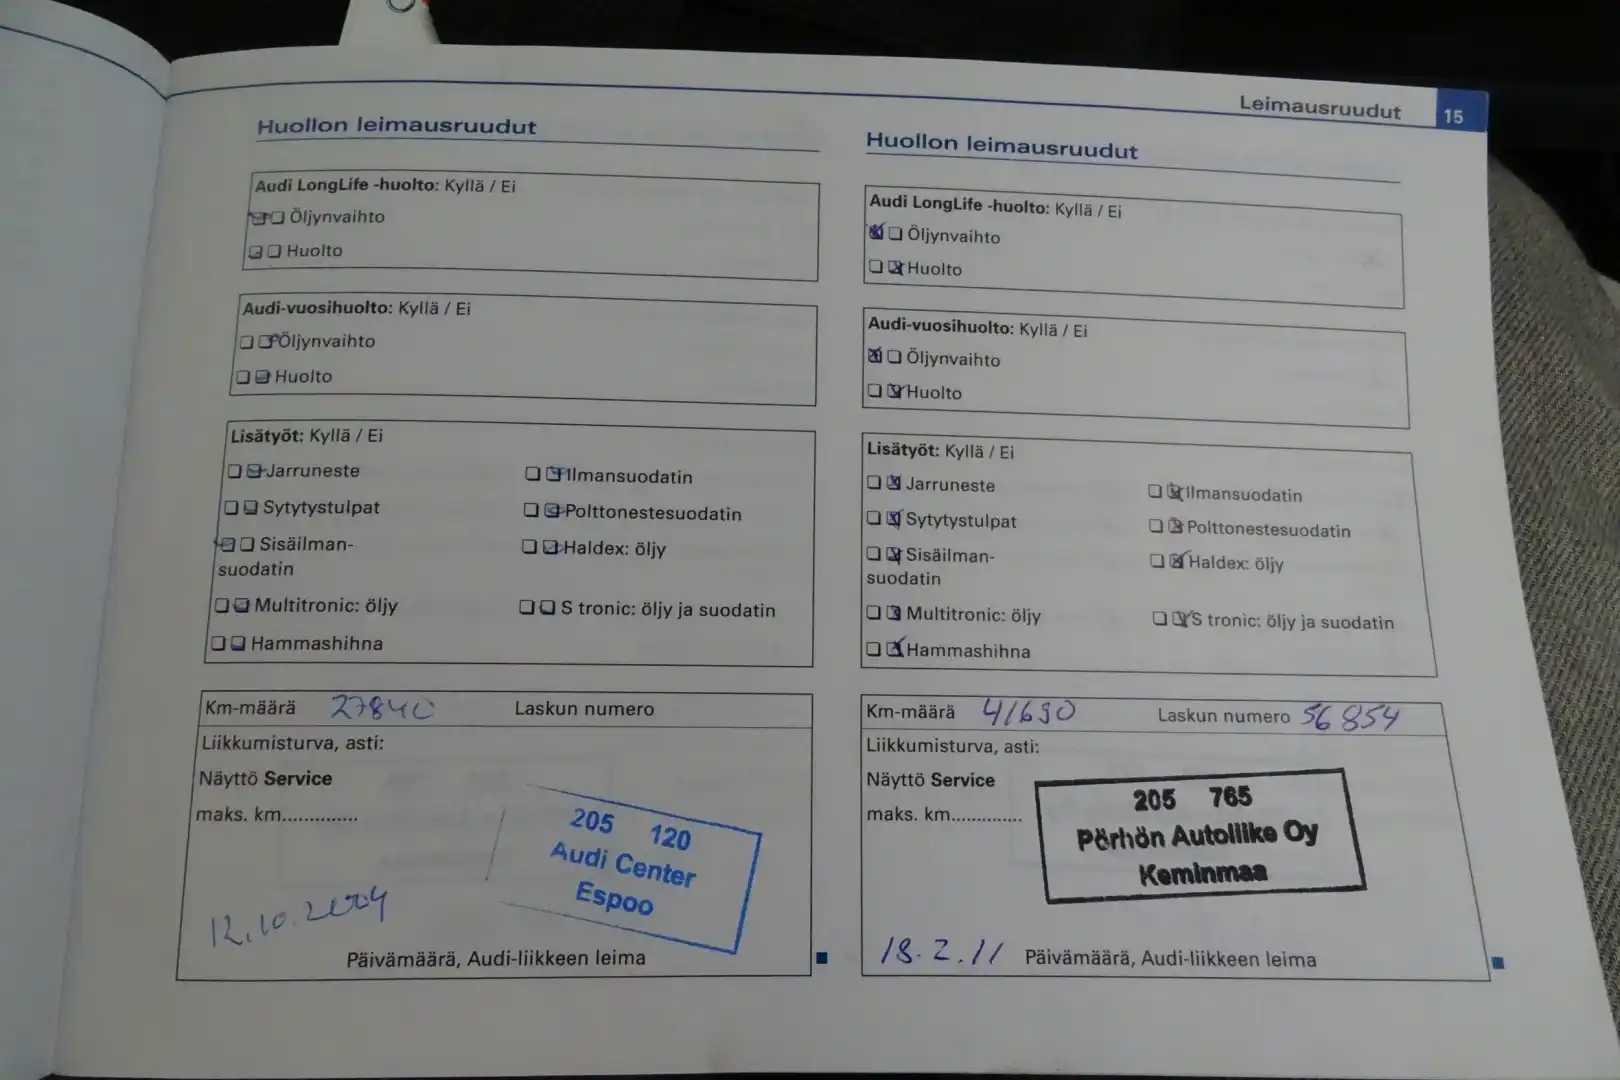 Leimausruudut 15
Huollon leimausruudut
Audi LongLife -huolto: Kyllä / Ei
Öljynvaihto
Huolto
Audi-vuosihuolto: Kyllä / Ei
Öljynvaihto
Huolto
Lisätyöt: Kyllä / Ei
Jarruneste
Ilmansuodatin
Sytytystulpat
Polttonestesuodatin
Sisäilman-
suodatin
Haldex: öljy
Multitronic: öljy
S tronic: öljy ja suodatin
Hammashihna
Km-määrä 27840 Laskun numero
Liikkumisturva, asti:
Näyttö Service
maks. km..............
205 120
Audi Center
Espoo
12.10.2009
Päivämäärä, Audi-liikkeen leima
Huollon leimausruudut
Audi LongLife -huolto: Kyllä / Ei
Öljynvaihto
Huolto
Audi-vuosihuolto: Kyllä / Ei
Öljynvaihto
Huolto
Lisätyöt: Kyllä / Ei
Jarruneste
Ilmansuodatin
Sytytystulpat
Polttonestesuodatin
Sisäilman-
suodatin
Haldex: öljy
Multitronic: öljy
S tronic: öljy ja suodatin
Hammashihna
Km-määrä 41690 Laskun numero 56854
Liikkumisturva, asti:
Näyttö Service
maks. km..............
205 765
Pörhön Autoliike Oy
Keminmaa
18.2.11 Päivämäärä, Audi-liikkeen leima